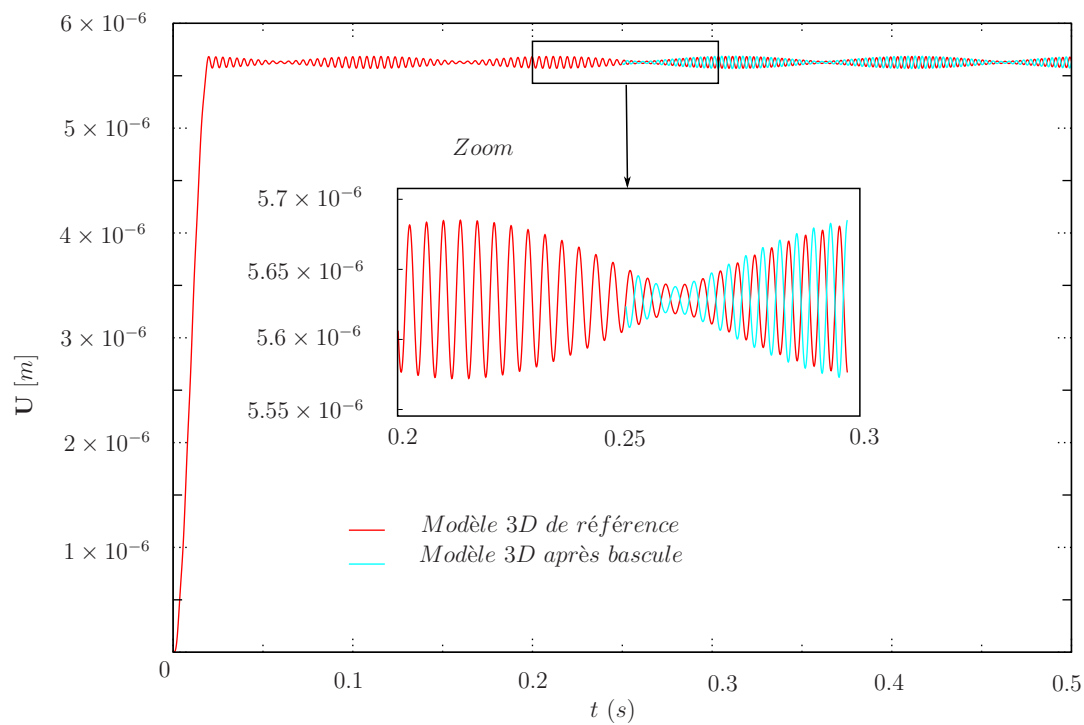 6 × 10⁻⁶
5 × 10⁻⁶
4 × 10⁻⁶
3 × 10⁻⁶
2 × 10⁻⁶
1 × 10⁻⁶
U [m]
Zoom
5.7 × 10⁻⁶
5.65 × 10⁻⁶
5.6 × 10⁻⁶
5.55 × 10⁻⁶
0.2 0.25 0.3
Modèle 3D de référence
Modèle 3D après bascule
0 0.1 0.2 0.3 0.4 0.5
t (s)